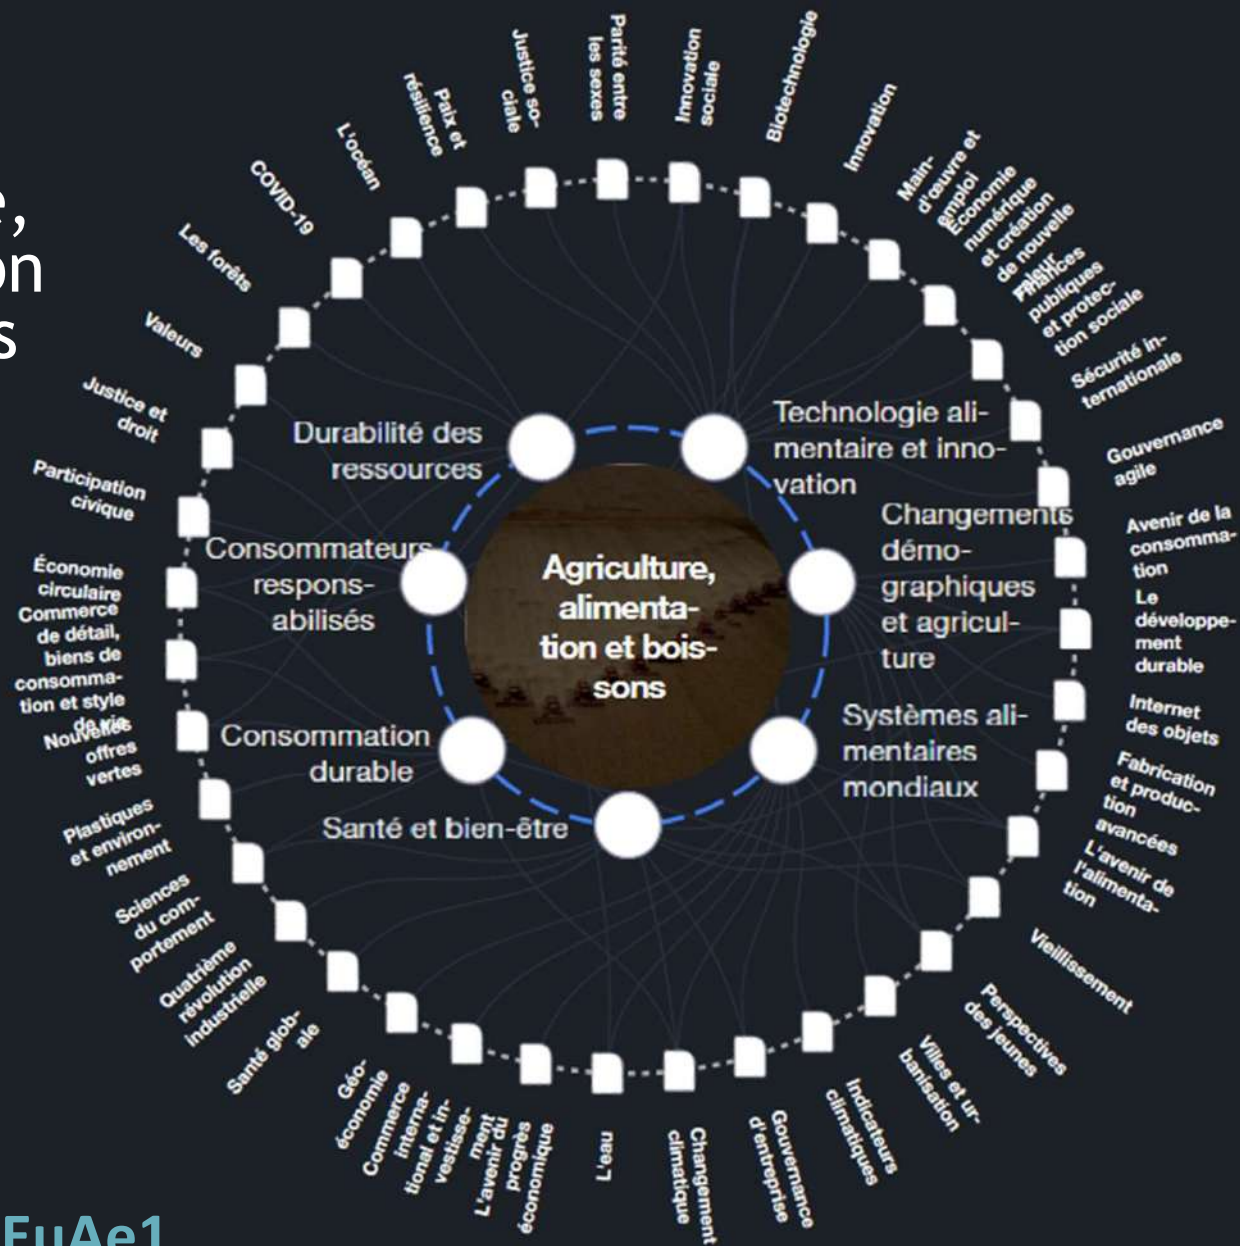 e,
on
s
Agriculture,
alimenta-
tion et bois-
sons
Durabilité des
ressources
Technologie ali-
mentaire et inno-
vation
Changements
démo-
graphiques
et agricul-
ture
Systèmes ali-
mentaires
mondiaux
Santé et bien-être
Consommation
durable
Consommateurs
respons-
abilisés
Parité entre
les sexes
Innovation
sociale
Biotechnologie
Innovation
Main-
d'œuvre et
emploi
Économie
numérique
et création
de nouvelle
valeur
Finances
publiques
et protec-
tion sociale
Sécurité in-
ternationale
Gouvernance
agile
Avenir de la
consomma-
tion
Le
développe-
ment
durable
Internet
des objets
Fabrication
et produc-
tion
avancées
L'avenir de
l'alimenta-
tion
Vieillissement
Perspectives
des jeunes
Villes et ur-
banisation
Indicateurs
climatiques
Gouvernance
d'entreprise
Changement
climatique
L'eau
L'avenir du
progrès
économique
Commerce
interna-
tional et in-
vestisse-
ment
Géo-
économie
Santé glob-
ale
Quatrième
révolution
industrielle
Sciences
du com-
portement
Plastiques
et environ-
nement
Nouvelles
offres
vertes
Commerce
de détail,
biens de
consomma-
tion et style
de vie
Économie
circulaire
Participation
civique
Justice et
droit
Valeurs
Les forêts
COVID-19
L'océan
Paix et
résilience
Justice so-
ciale
EuAe1